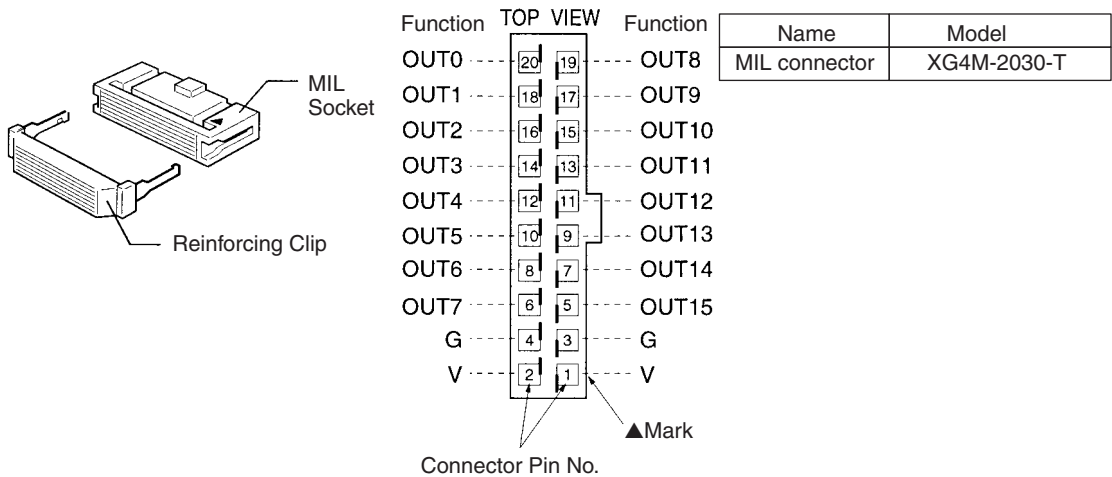 Function TOP VIEW Function
OUT0 20 19 OUT8
OUT1 18 17 OUT9
OUT2 16 15 OUT10
OUT3 14 13 OUT11
OUT4 12 11 OUT12
OUT5 10 9 OUT13
OUT6 8 7 OUT14
OUT7 6 5 OUT15
G 4 3 G
V 2 1 V
▲Mark
Connector Pin No.
MIL
Socket
Reinforcing Clip
Name Model
MIL connector XG4M-2030-T